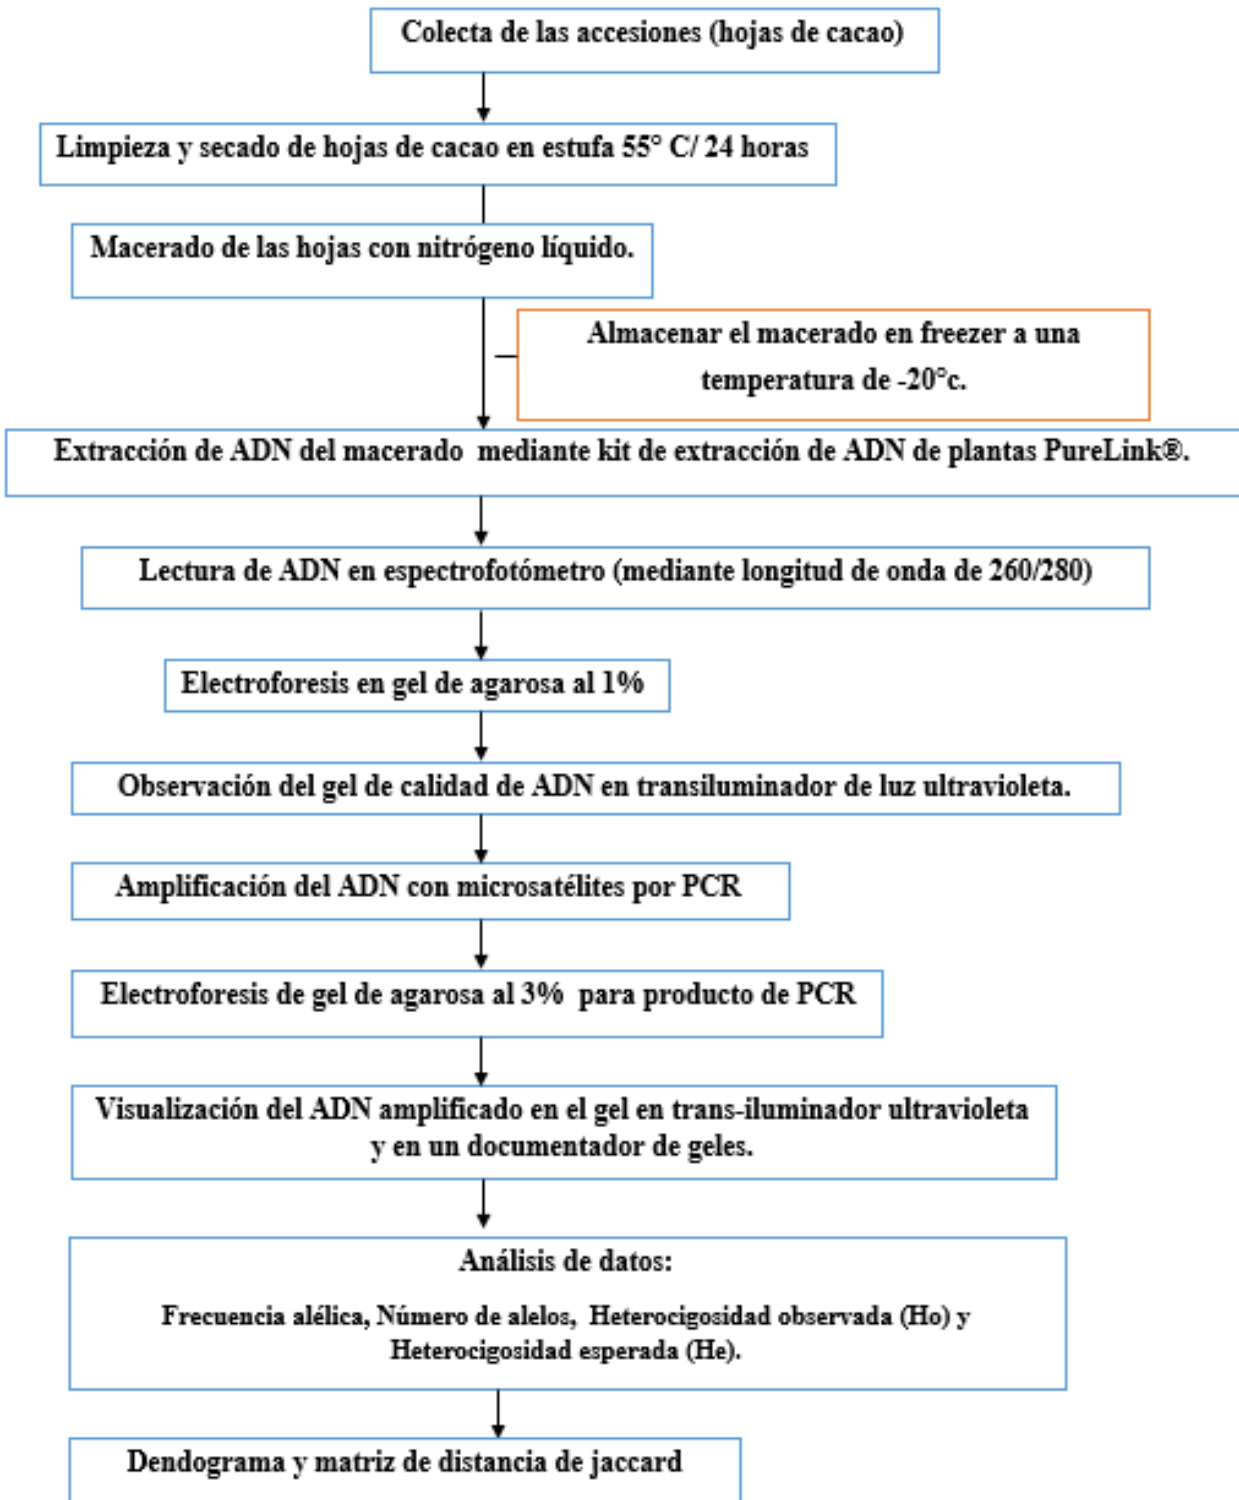 Colecta de las accesiones (hojas de cacao)
Limpieza y secado de hojas de cacao en estufa 55° C/ 24 horas
Macerado de las hojas con nitrógeno líquido.
Almacenar el macerado en freezer a una
temperatura de -20°c.
Extracción de ADN del macerado mediante kit de extracción de ADN de plantas PureLink®.
Lectura de ADN en espectrofotómetro (mediante longitud de onda de 260/280)
Electroforesis en gel de agarosa al 1%
Observación del gel de calidad de ADN en transiluminador de luz ultravioleta.
Amplificación del ADN con microsatélites por PCR
Electroforesis de gel de agarosa al 3% para producto de PCR
Visualización del ADN amplificado en el gel en trans-iluminador ultravioleta
y en un documentador de geles.
Análisis de datos:
Frecuencia alélica, Número de alelos, Heterocigosidad observada (Ho) y
Heterocigosidad esperada (He).
Dendograma y matriz de distancia de jaccard